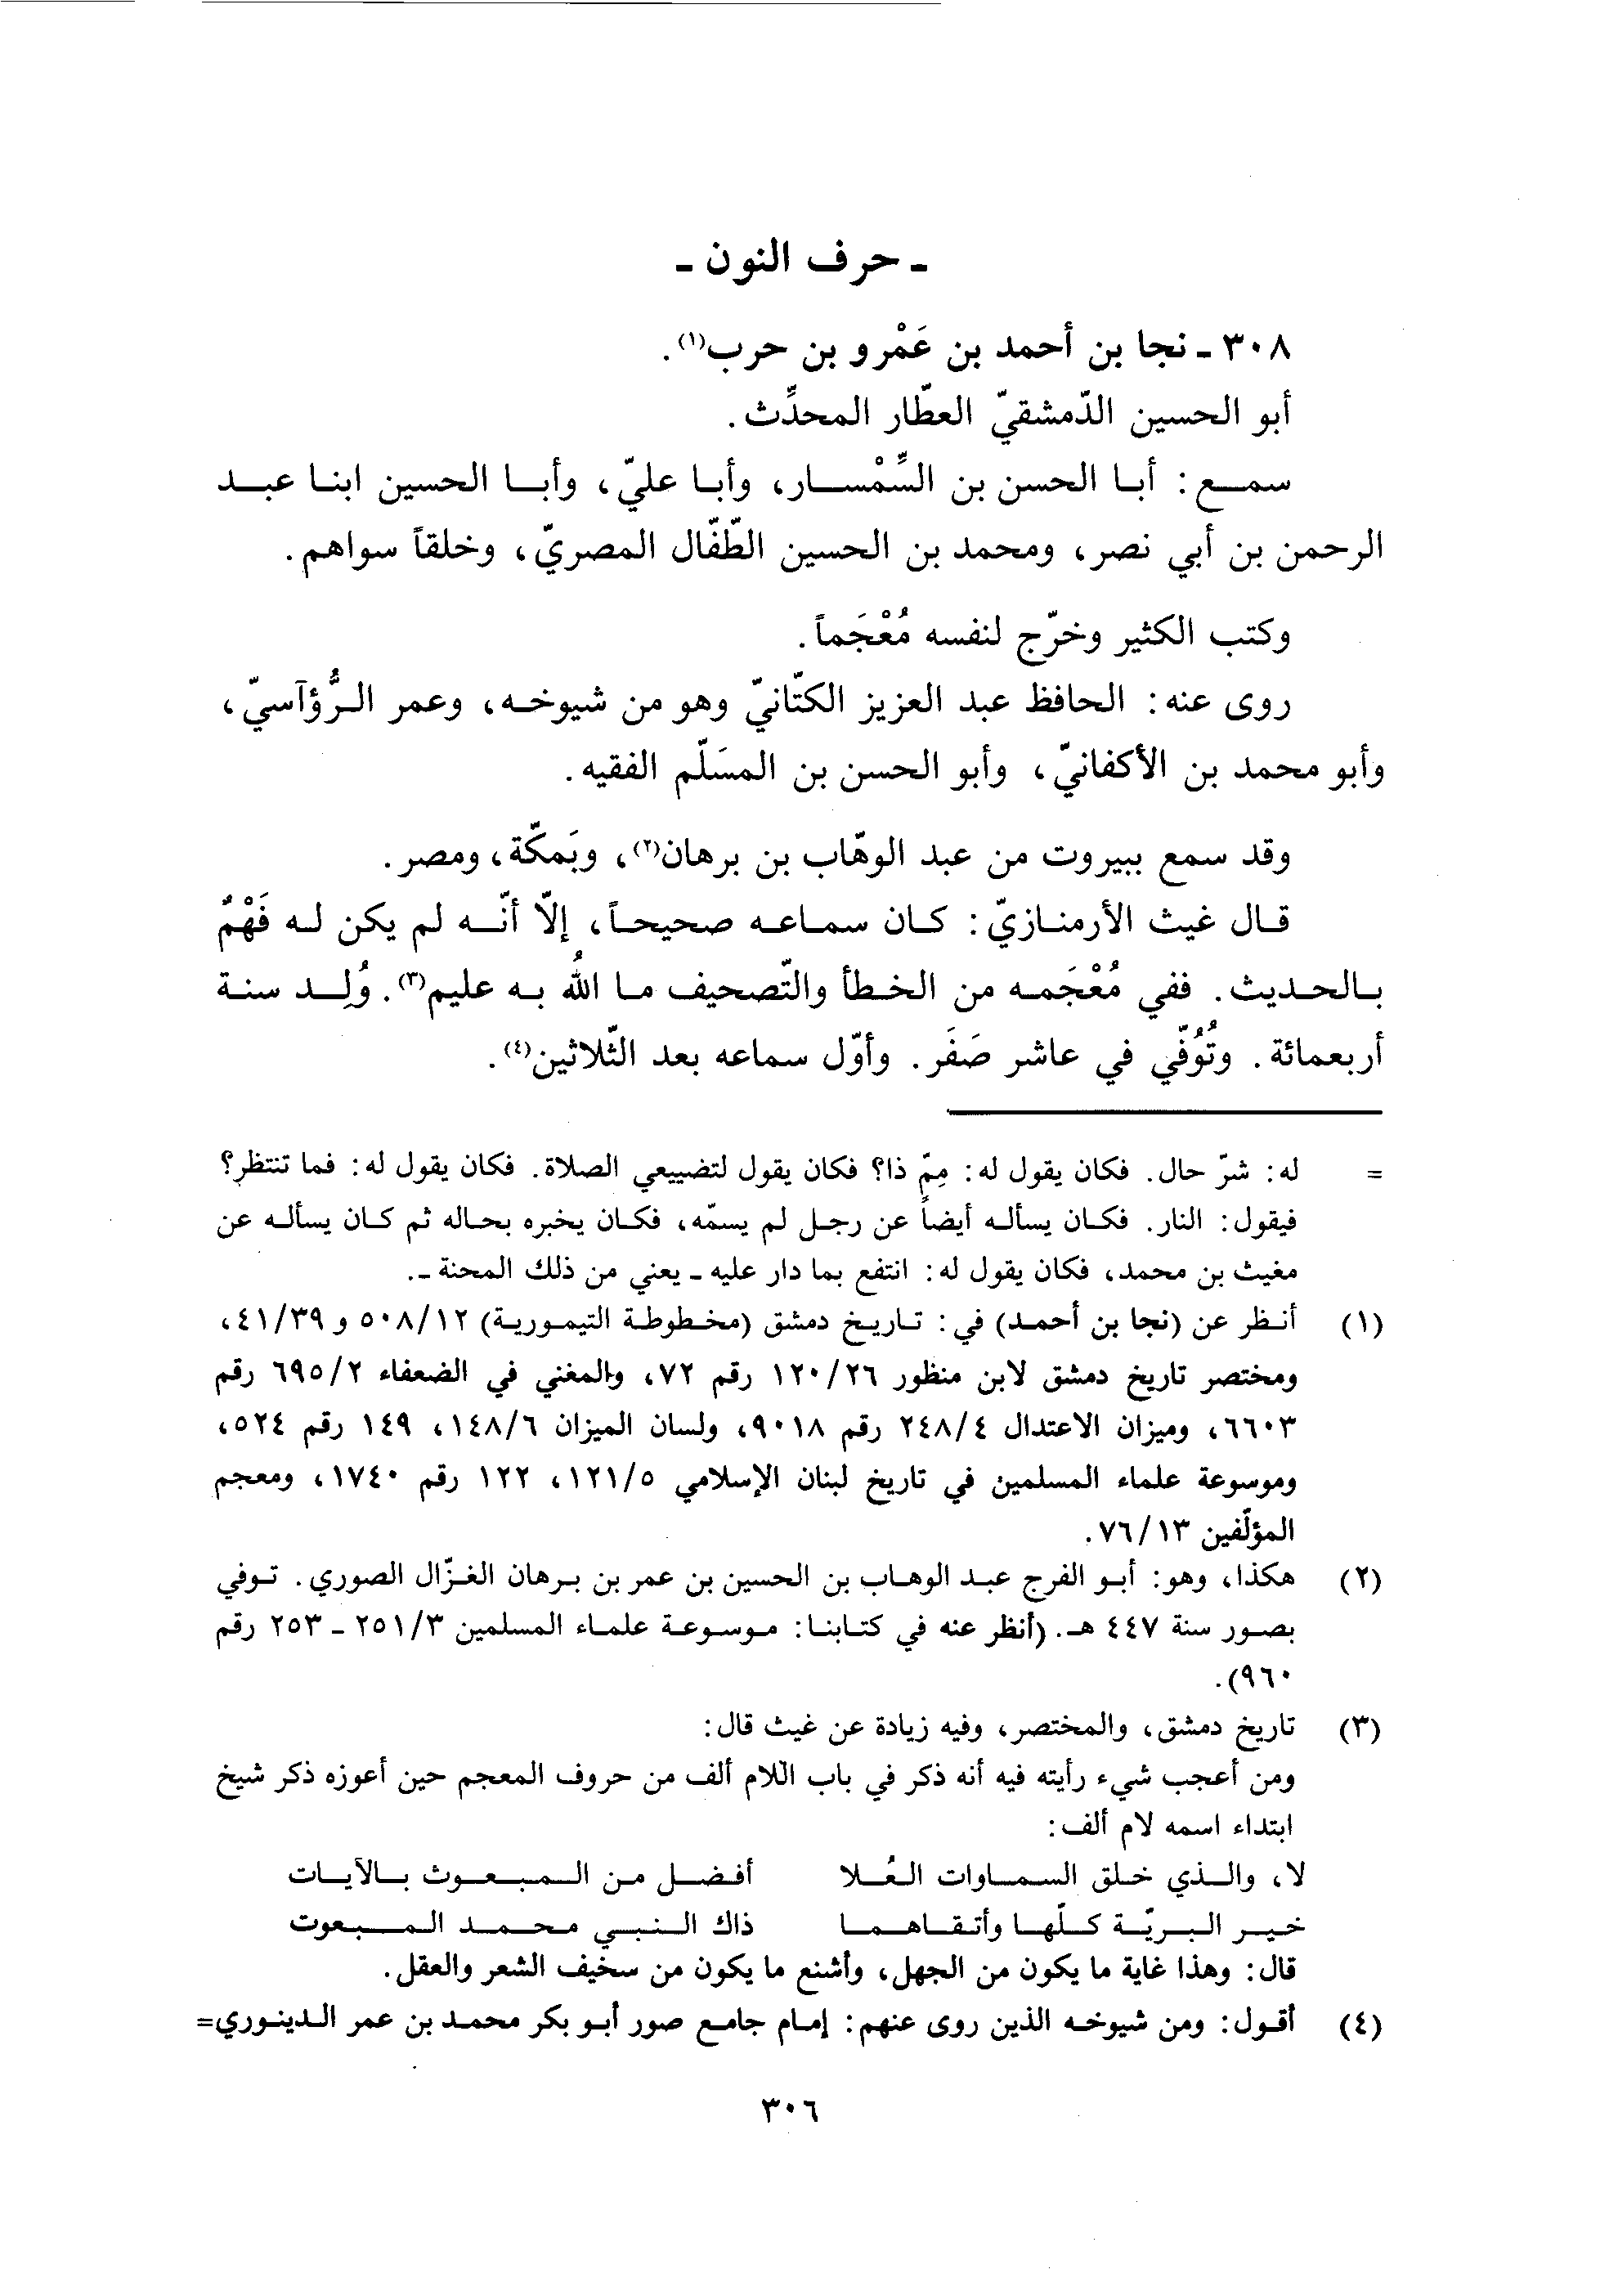 ـ حرف النون ـ
٣٠٨ ـ نجا بن أحمد بن عَمْرو بن حرب(١).
أبو الحسين الدّمشقيّ العطّار المحدِّث.
سمع: أبا الحسن بن السِّمْسار، وأبا عليّ، وأبا الحسين ابنا عبد
الرحمن بن أبي نصر، ومحمد بن الحسين الطّفّال المصريّ، وخلقاً سواهم.
وكتب الكثير وخرّج لنفسه مُعْجَماً.
روى عنه: الحافظ عبد العزيز الكتّانيّ وهو من شيوخه، وعمر الرُّؤآسيّ،
وأبو محمد بن الأكفانيّ، وأبو الحسن بن المسَلّم الفقيه.
وقد سمع ببيروت من عبد الوهّاب بن برهان(٢)، وبَمكّة، ومصر.
قال غيث الأرمنازيّ: كان سماعه صحيحاً، إلاّ أنّه لم يكن له فَهْمٌ
بالحديث. ففي مُعْجَمه من الخطأ والتّصحيف ما اللهُ به عليم(٣). وُلِد سنة
أربعمائة. وتُوُفّي في عاشر صَفَر. وأوّل سماعه بعد الثّلاثين(٤).
= له: شرّ حال. فكان يقول له: مِمّ ذا؟ فكان يقول لتضييعي الصلاة. فكان يقول له: فما تنتظر؟
فيقول: النار. فكان يسأله أيضاً عن رجل لم يسمّه، فكان يخبره بحاله ثم كان يسأله عن
مغيث بن محمد، فكان يقول له: انتفع بما دار عليه ـ يعني من ذلك المحنة ـ.
(١) أنظر عن (نجا بن أحمد) في: تاريخ دمشق (مخطوطة التيمورية) ٥٠٨/١٢ و ٤١/٣٩،
ومختصر تاريخ دمشق لابن منظور ١٢٠/٢٦ رقم ٧٢، والمغني في الضعفاء ٦٩٥/٢ رقم
٦٦٠٣، وميزان الاعتدال ٢٤٨/٤ رقم ٩٠١٨، ولسان الميزان ١٤٨/٦، ١٤٩ رقم ٥٢٤،
وموسوعة علماء المسلمين في تاريخ لبنان الإسلامي ١٢١/٥، ١٢٢ رقم ١٧٤٠، ومعجم
المؤلّفين ٧٦/١٣.
(٢) هكذا، وهو: أبو الفرج عبد الوهاب بن الحسين بن عمر بن برهان الغزّال الصوري. توفي
بصور سنة ٤٤٧ هـ. (أنظر عنه في كتابنا: موسوعة علماء المسلمين ٢٥١/٣ ـ ٢٥٣ رقم
٩٦٠).
(٣) تاريخ دمشق، والمختصر، وفيه زيادة عن غيث قال:
ومن أعجب شيء رأيته فيه أنه ذكر في باب اللام ألف من حروف المعجم حين أعوزه ذكر شيخ
ابتداء اسمه لام ألف:
لا، والذي خلق السماوات العُلا أفضل من المبعوث بالآيات
خير البريّة كلّها وأتقاهما ذاك النبي محمد المبعوت
قال: وهذا غاية ما يكون من الجهل، وأشنع ما يكون من سخيف الشعر والعقل.
(٤) أقول: ومن شيوخه الذين روى عنهم: إمام جامع صور أبو بكر محمد بن عمر الدينوري=
٣٠٦